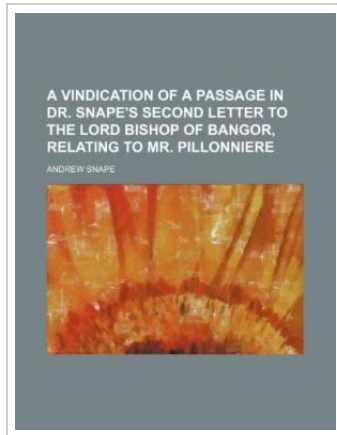 A VINDICATION OF A PASSAGE IN
DR. SNAPE'S SECOND LETTER TO
THE LORD BISHOP OF BANGOR,
RELATING TO MR. PILLONNIERE
ANDREW SNAPE